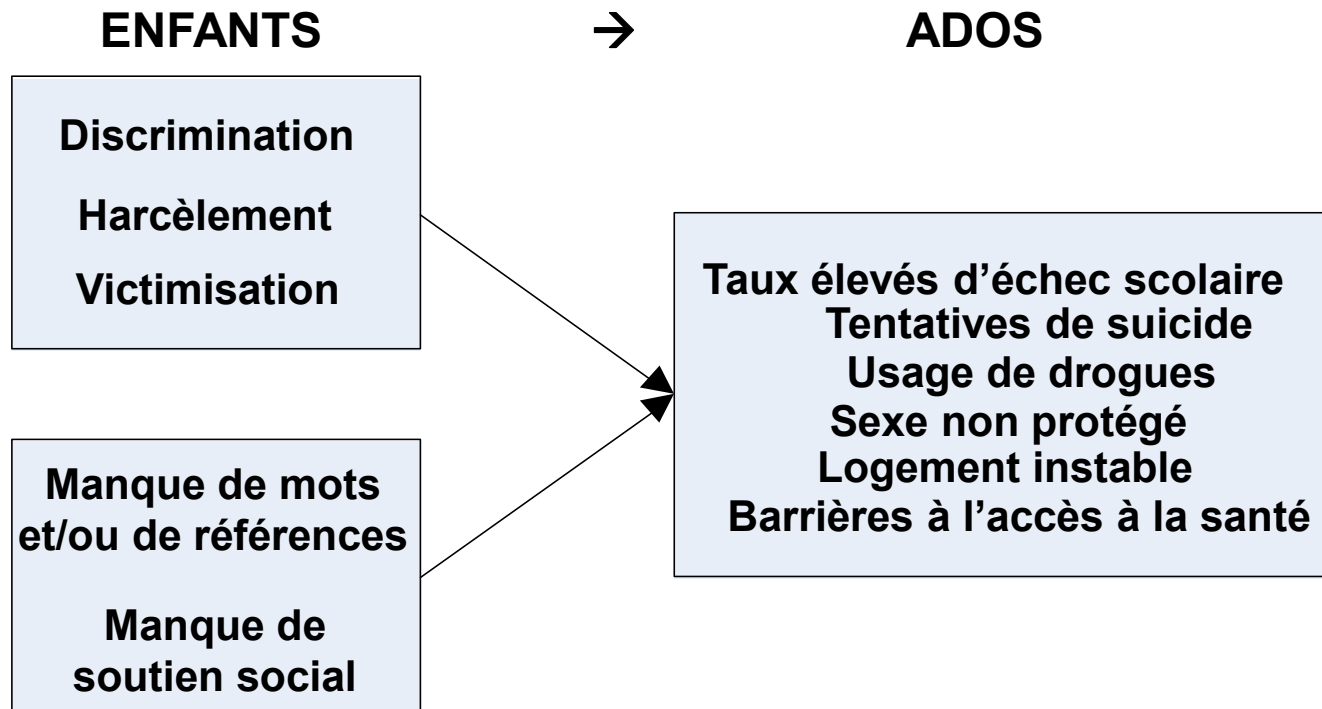 ENFANTS → ADOS
Discrimination
Harcèlement
Victimisation
Manque de mots
et/ou de références
Manque de
soutien social
Taux élevés d’échec scolaire
Tentatives de suicide
Usage de drogues
Sexe non protégé
Logement instable
Barrières à l’accès à la santé